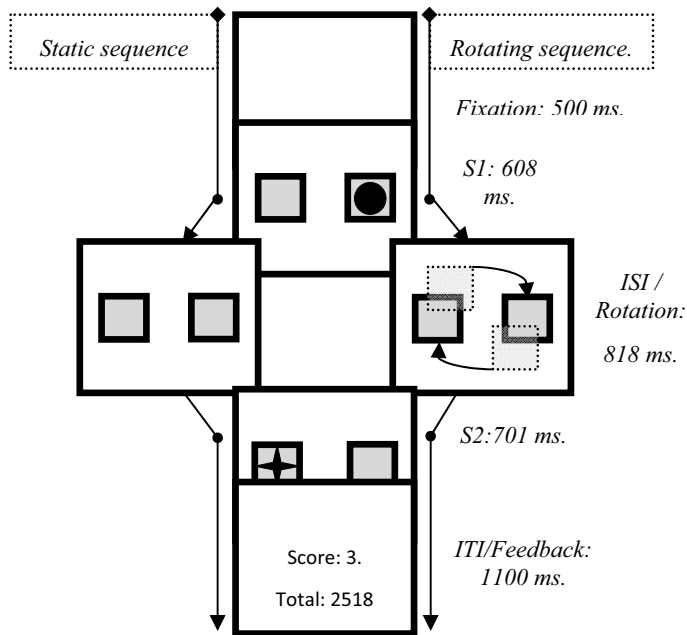 Static sequence
Rotating sequence.
Fixation: 500 ms.
S1: 608
ms.
ISI /
Rotation:
818 ms.
S2:701 ms.
ITI/Feedback:
1100 ms.
Score: 3.
Total: 2518